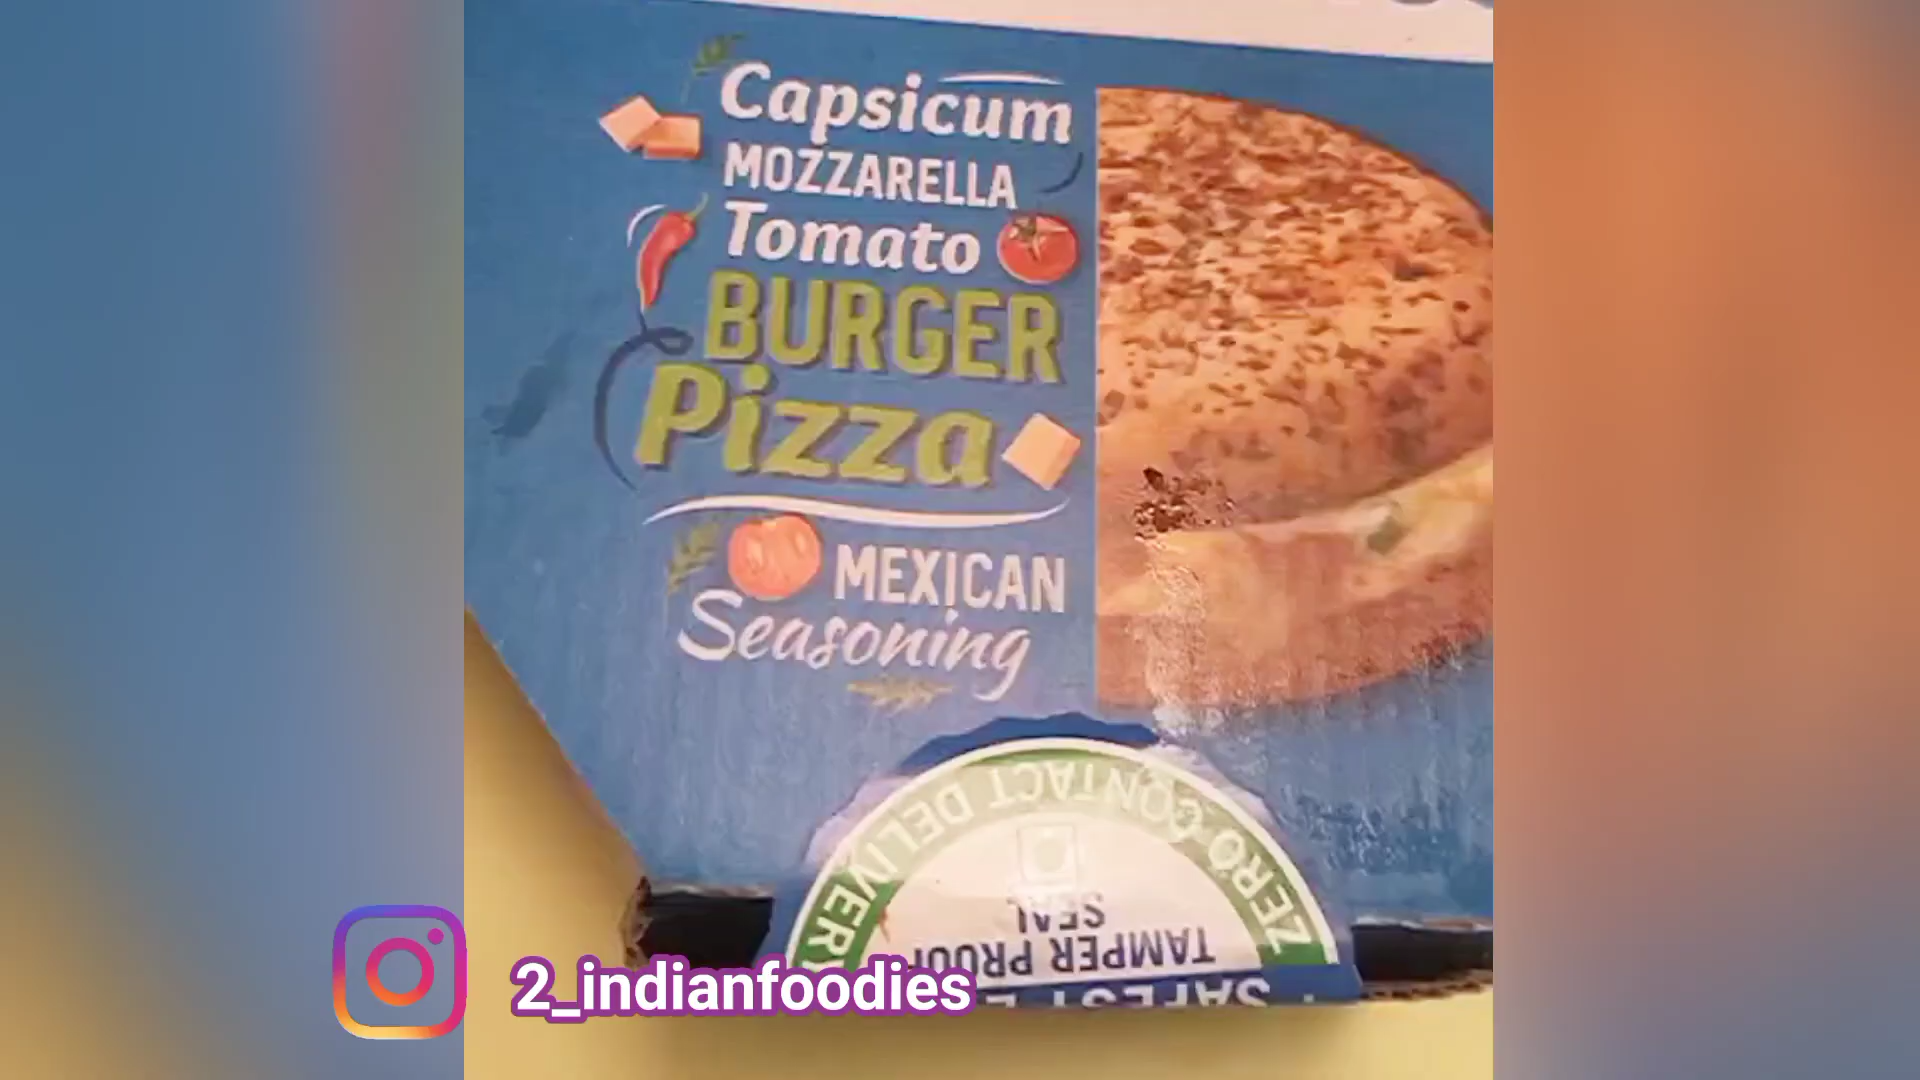 Capsicum
MOZZARELLA
Tomato
BURGER
Pizza
MEXICAN
Seasoning
ZERO CONTACT DELIVERY
TAMPER PROOF
SEAL
2_indianfoodies